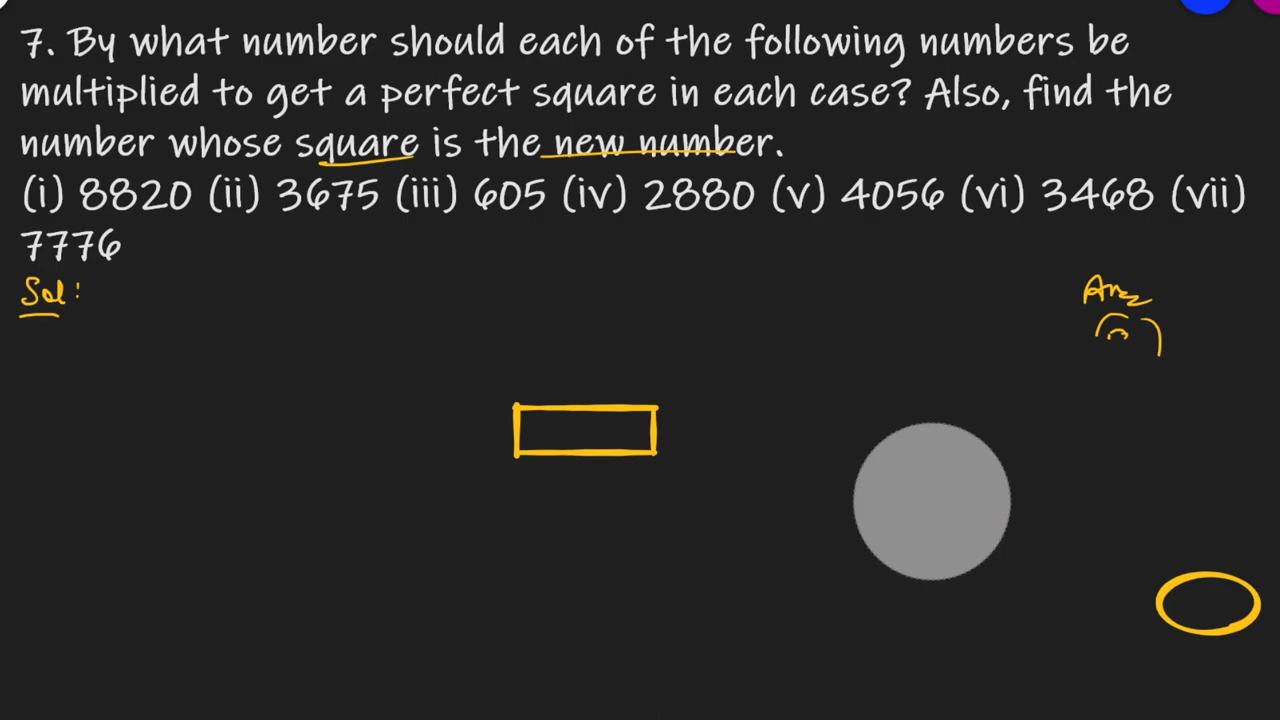 7. By what number should each of the following numbers be
multiplied to get a perfect square in each case? Also, find the
number whose square is the new number.
(i) 8820 (ii) 3675 (iii) 605 (iv) 2880 (v) 4056 (vi) 3468 (vii)
7776
Sol:
Ans